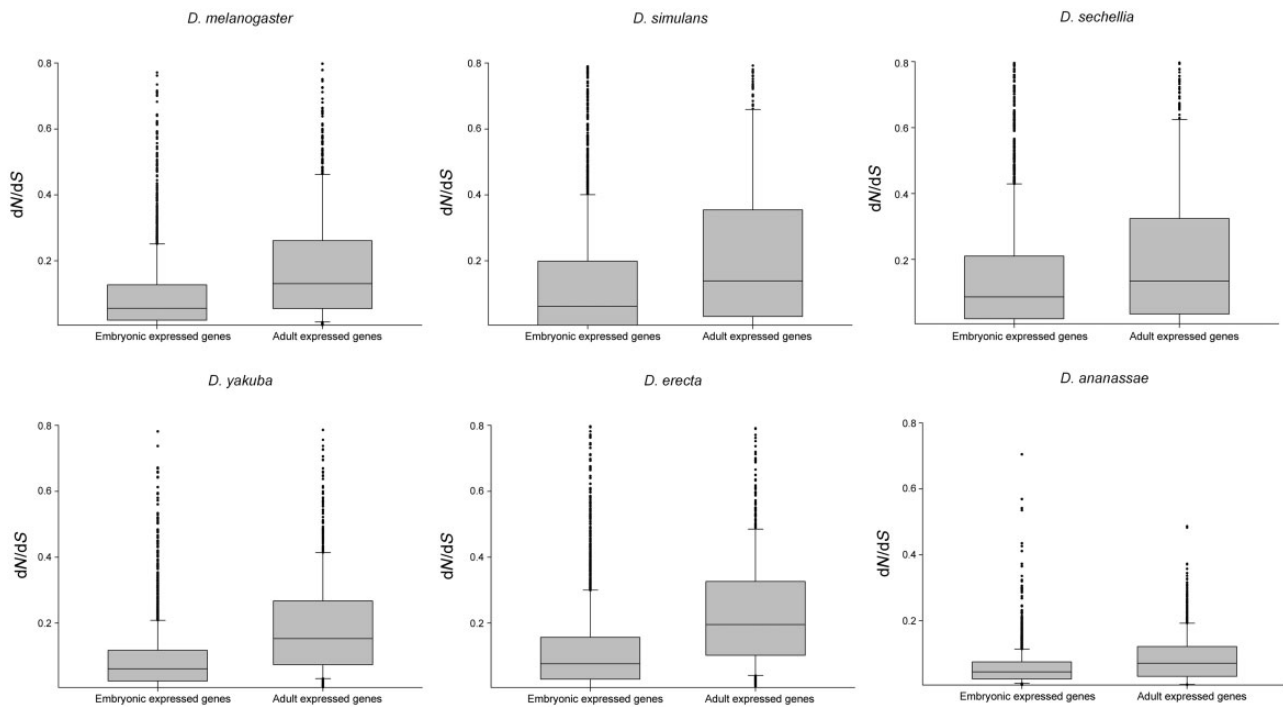 D. melanogaster
0.8
0.6
0.4
0.2
dN/dS
Embryonic expressed genes
Adult expressed genes
D. simulans
0.8
0.6
0.4
0.2
dN/dS
Embryonic expressed genes
Adult expressed genes
D. sechellia
0.8
0.6
0.4
0.2
dN/dS
Embryonic expressed genes
Adult expressed genes
D. yakuba
0.8
0.6
0.4
0.2
dN/dS
Embryonic expressed genes
Adult expressed genes
D. erecta
0.8
0.6
0.4
0.2
dN/dS
Embryonic expressed genes
Adult expressed genes
D. ananassae
0.8
0.6
0.4
0.2
dN/dS
Embryonic expressed genes
Adult expressed genes